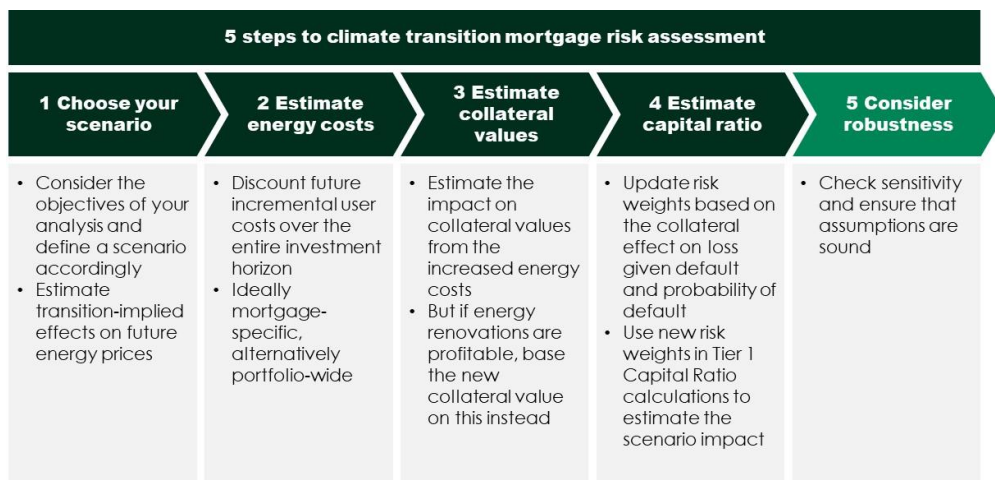 5 steps to climate transition mortgage risk assessment
1 Choose your
scenario
2 Estimate
energy costs
3 Estimate
collateral
values
4 Estimate
capital ratio
5 Consider
robustness
• Consider the
objectives of your
analysis and
define a scenario
accordingly
• Estimate
transition-implied
effects on future
energy prices
• Discount future
incremental user
costs over the
entire investment
horizon
• Ideally
mortgage-
specific,
alternatively
portfolio-wide
• Estimate the
impact on
collateral values
from the
increased energy
costs
• But if energy
renovations are
profitable, base
the new
collateral value
on this instead
• Update risk
weights based on
the collateral
effect on loss
given default
and probability of
default
• Use new risk
weights in Tier 1
Capital Ratio
calculations to
estimate the
scenario impact
• Check sensitivity
and ensure that
assumptions are
sound